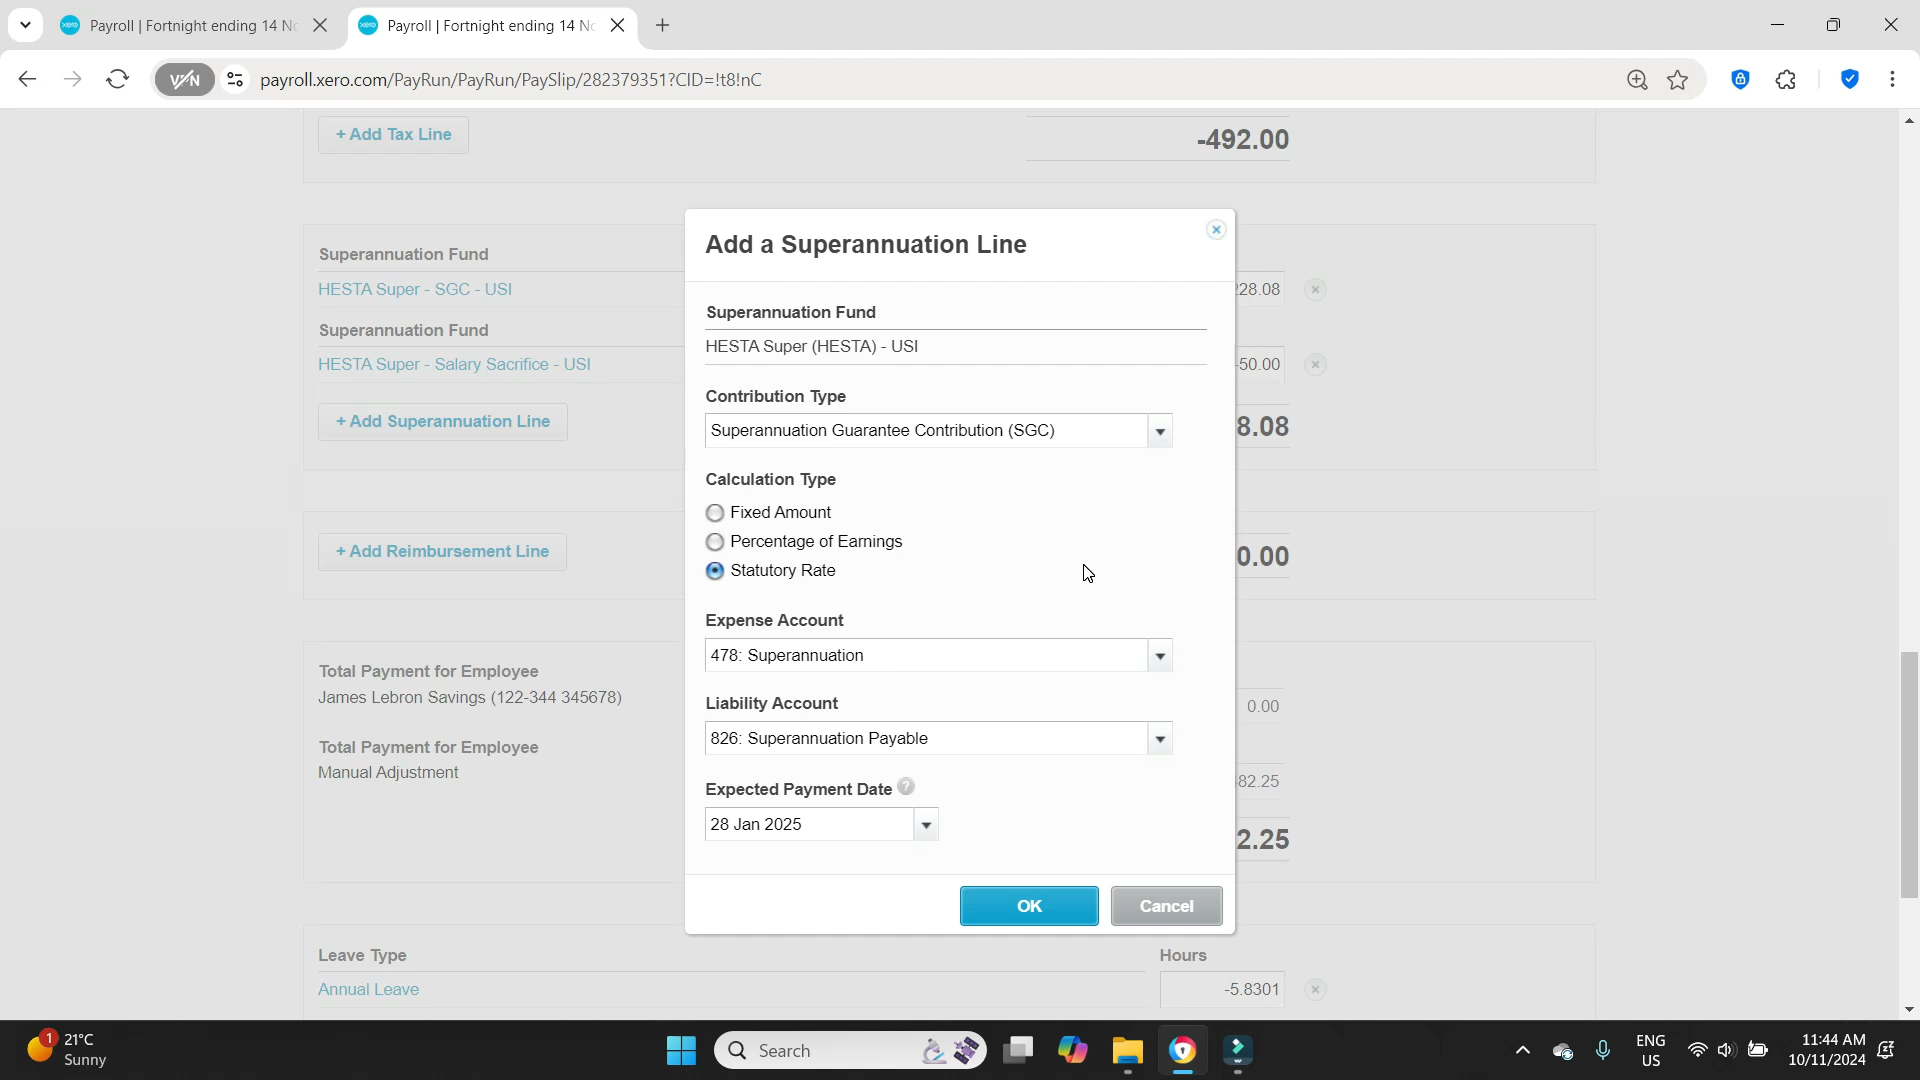 Payroll | Fortnight ending 14 No
Payroll | Fortnight ending 14 No
VPN
payroll.xero.com/PayRun/PayRun/PaySlip/282379351?CID=!t8!nC
+ Add Tax Line
-492.00
Add a Superannuation Line
Superannuation Fund
HESTA Super - SGC - USI
28.08
Superannuation Fund
HESTA Super - Salary Sacrifice - USI
-50.00
+ Add Superannuation Line
8.08
Superannuation Fund
HESTA Super (HESTA) - USI
Contribution Type
Superannuation Guarantee Contribution (SGC)
Calculation Type
Fixed Amount
Percentage of Earnings
Statutory Rate
Expense Account
478: Superannuation
Liability Account
826: Superannuation Payable
Expected Payment Date ?
28 Jan 2025
OK
Cancel
+ Add Reimbursement Line
0.00
Total Payment for Employee
James Lebron Savings (122-344 345678)
0.00
Total Payment for Employee
Manual Adjustment
82.25
2.25
Leave Type
Hours
Annual Leave
-5.8301
1
21°C
Sunny
Search
ENG
US
11:44 AM
10/11/2024